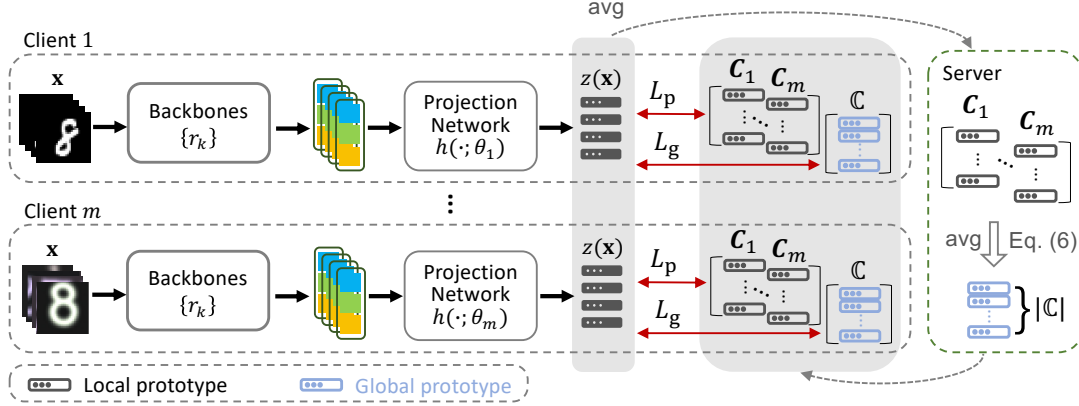 avg
Client 1
x
Backbones
{r_k}
Projection
Network
h(·; θ_1)
z(x)
L_p
L_g
C_1
C_m
ℂ
Client m
x
Backbones
{r_k}
Projection
Network
h(·; θ_m)
z(x)
L_p
L_g
C_1
C_m
ℂ
Server
C_1
C_m
avg
Eq. (6)
|ℂ|
Local prototype
Global prototype